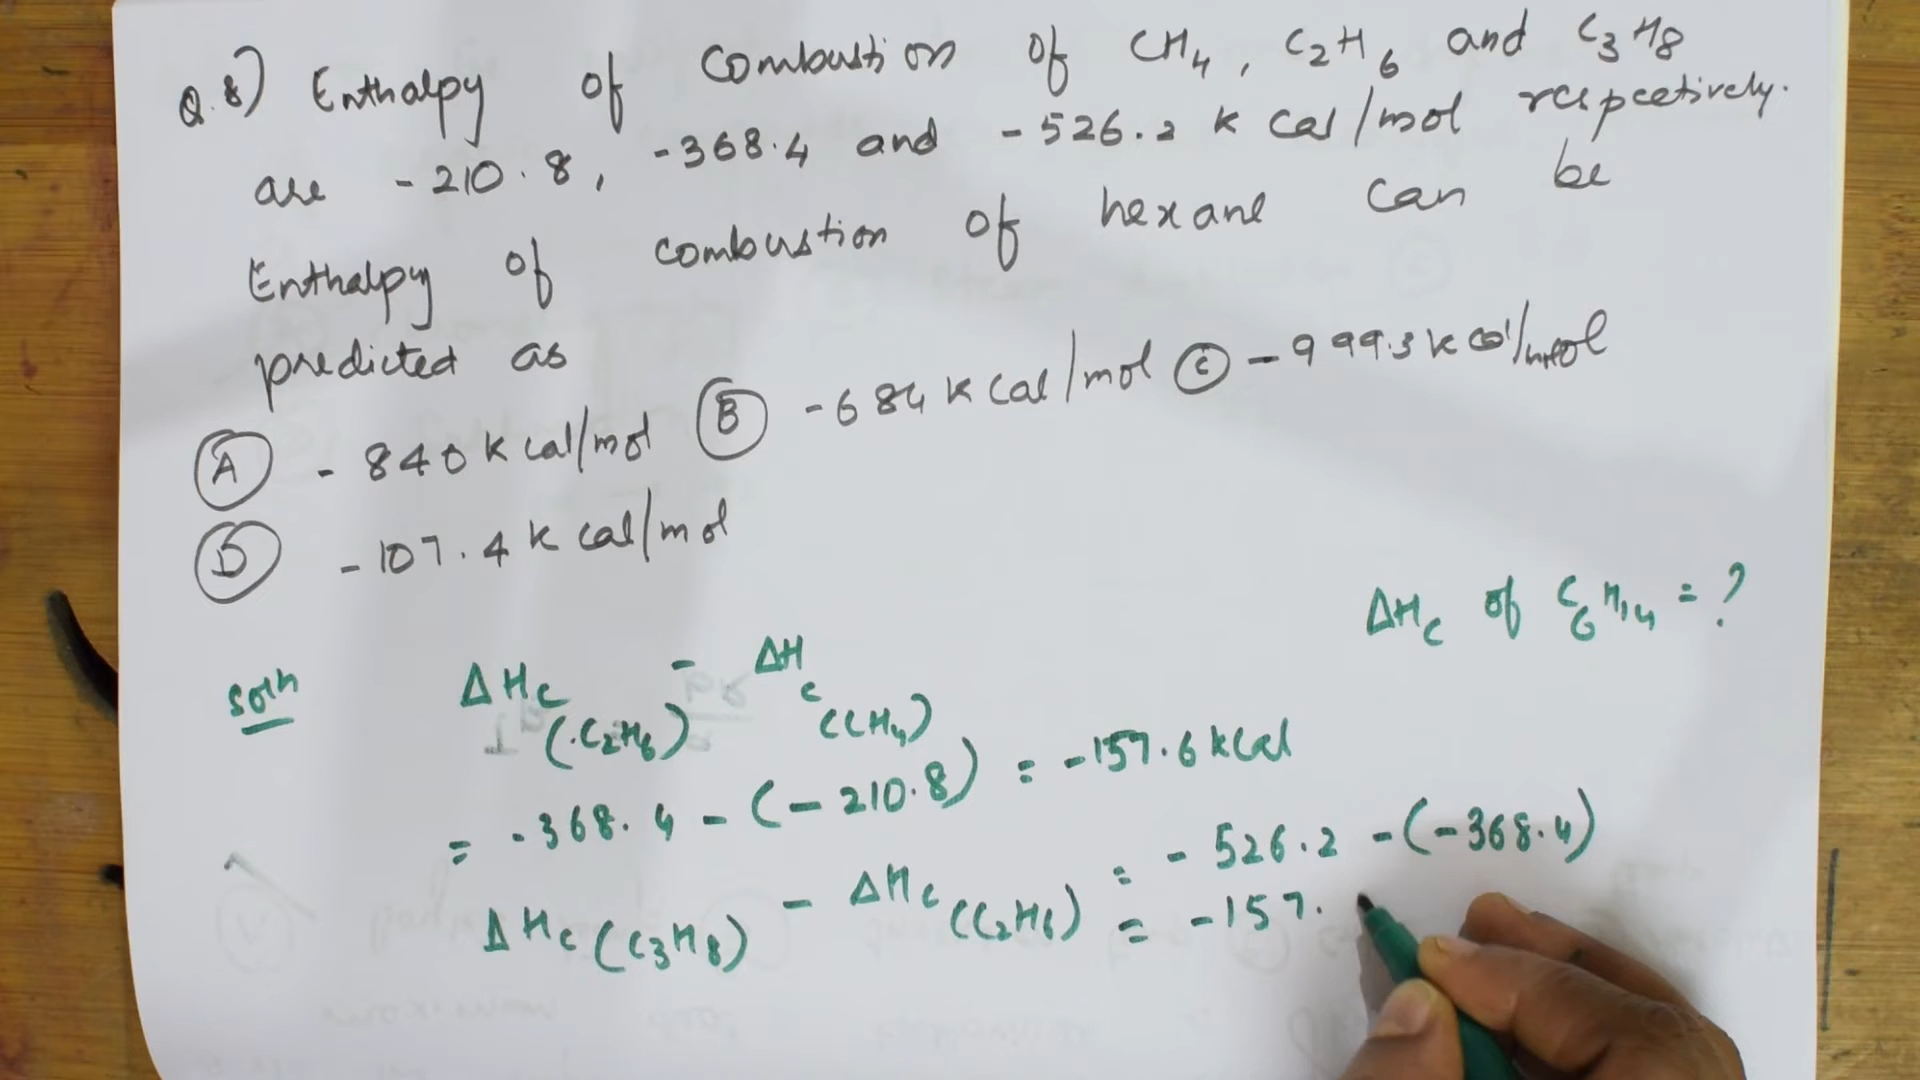 Q.8) Enthalpy of combustion of CH4, C2H6 and C3H8
are -210.8, -368.4 and -526.2 k cal/mol respectively.
Enthalpy of combustion of hexane can be
predicted as
(A) -840 k cal/mol (B) -684 k cal/mol (C) -999.3 k cal/mol
(D) -107.4 k cal/mol
ΔHc of C6H14 = ?
Soln ΔHc (C2H6) - ΔHc (CH4)
= -368.4 - (-210.8) = -157.6 kcal
ΔHc (C3H8) - ΔHc (C2H6) = -526.2 - (-368.4)
= -157.